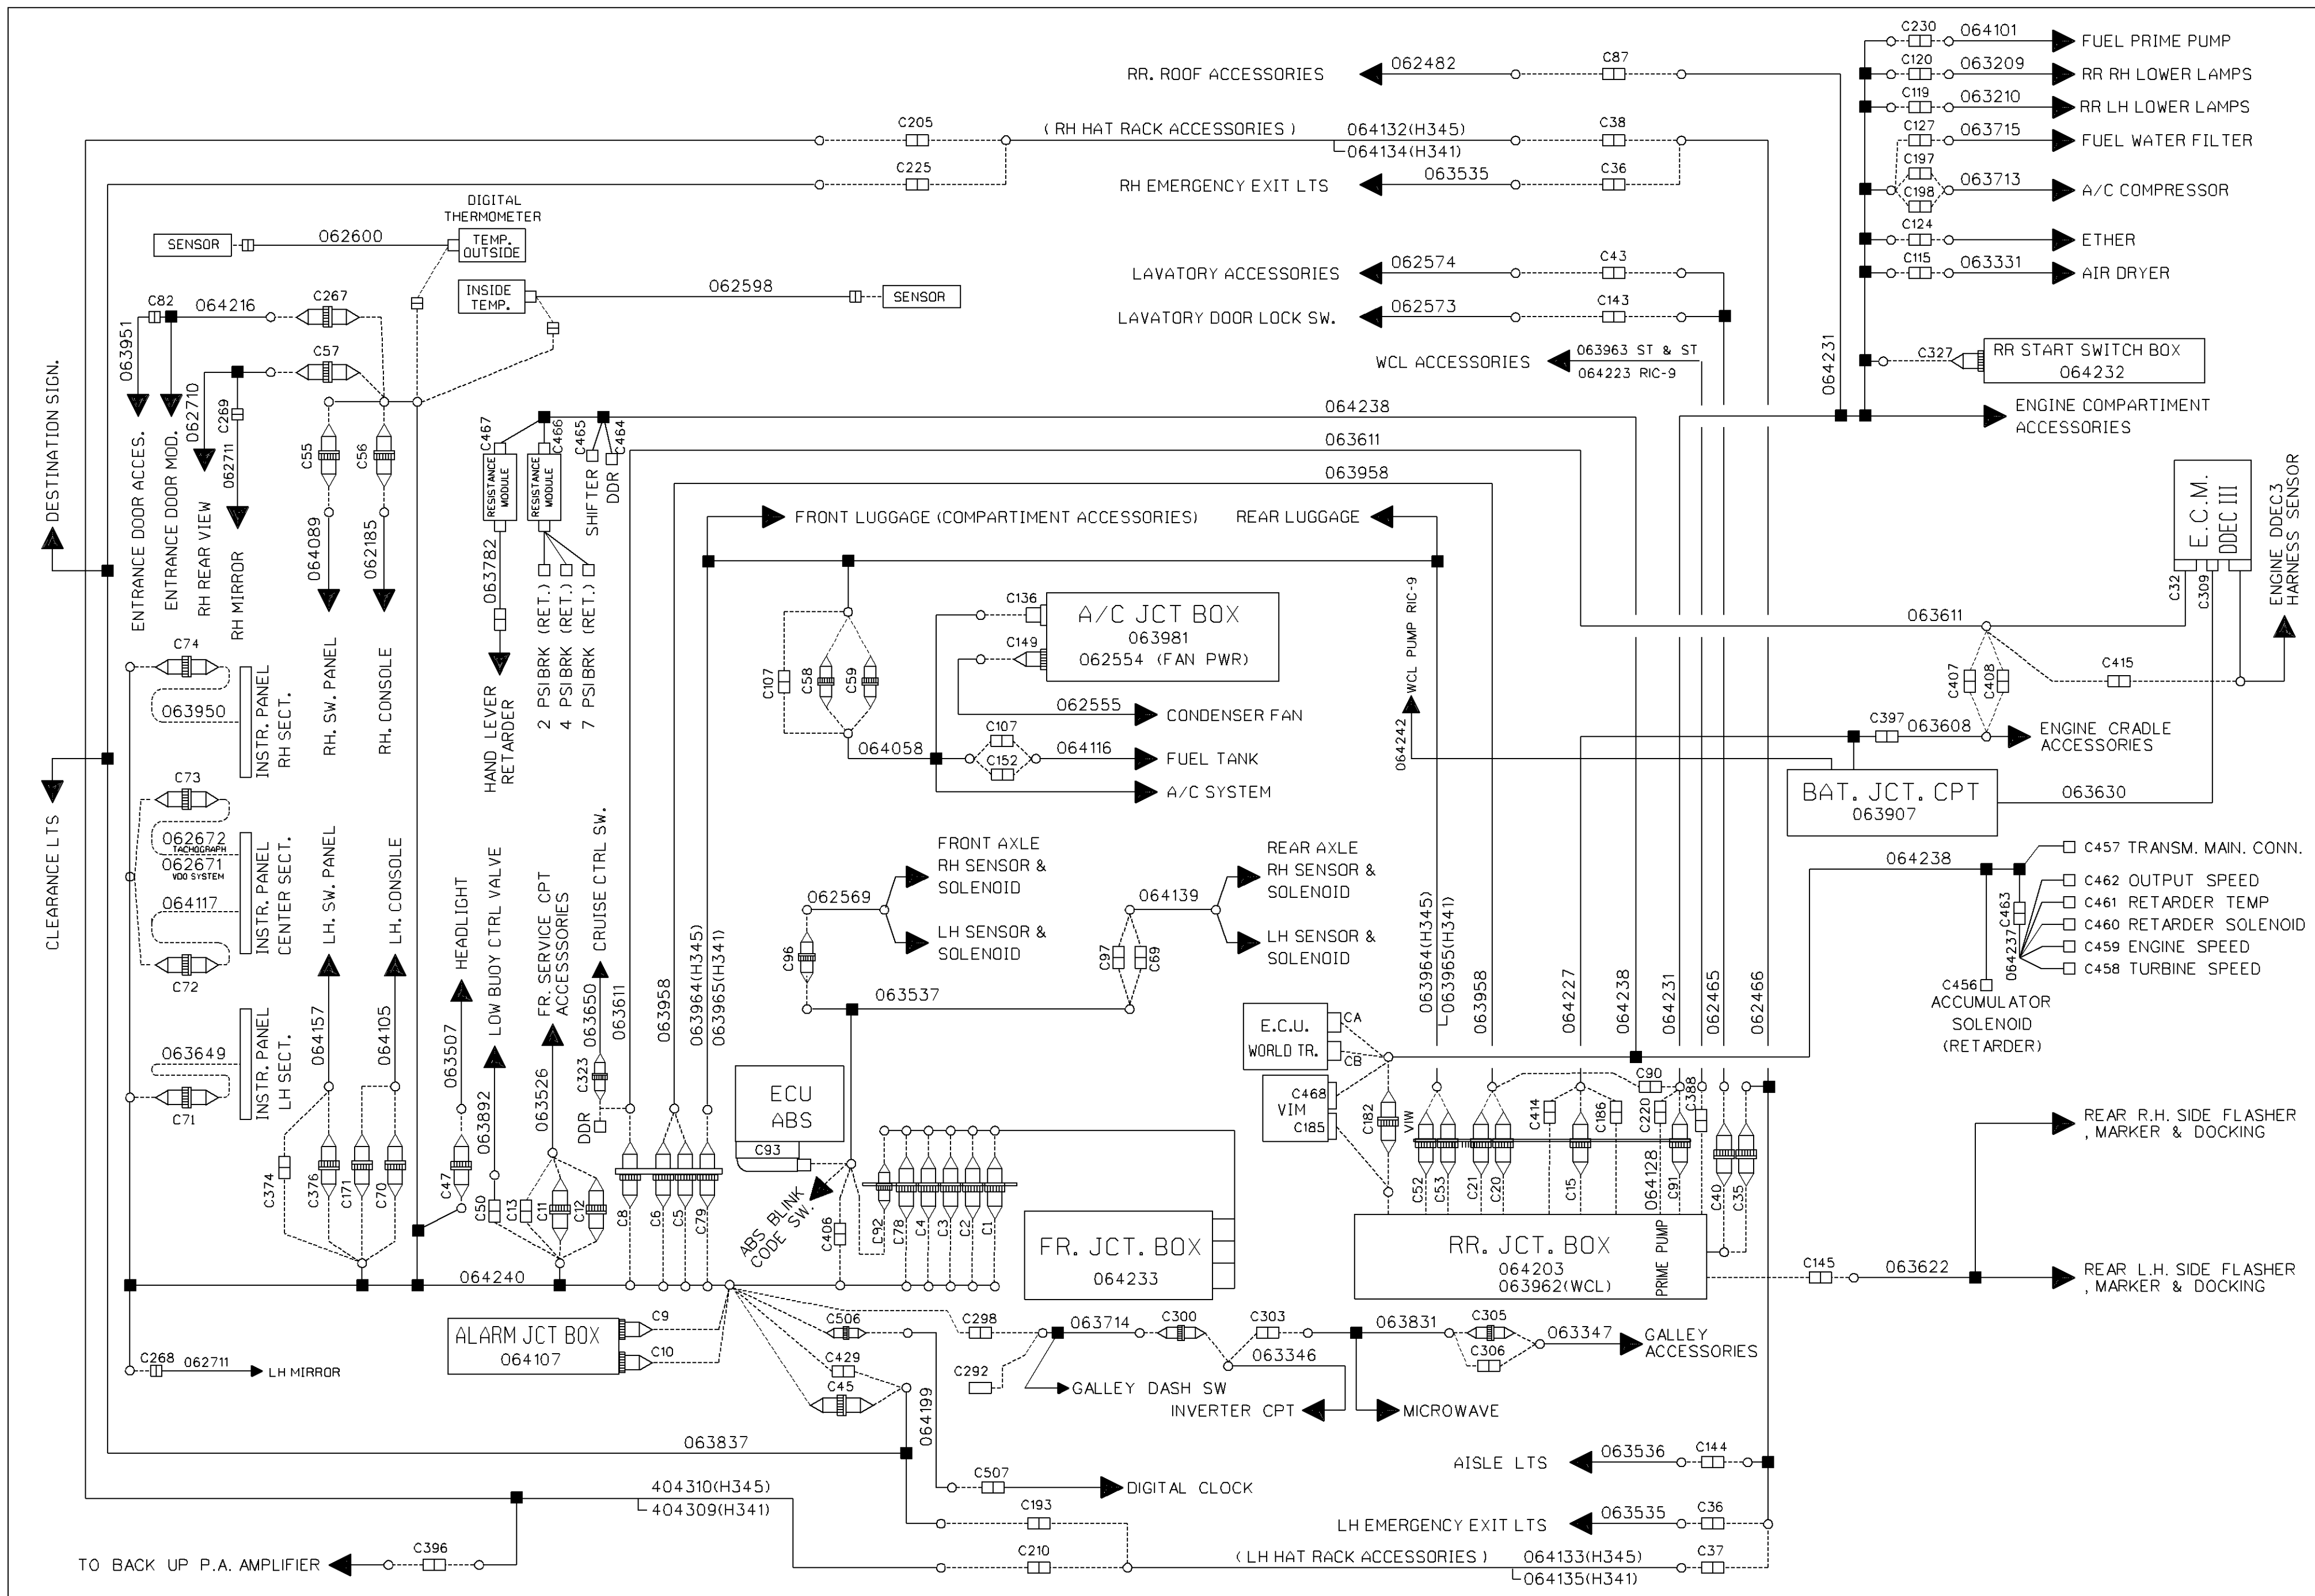 C230 064101 FUEL PRIME PUMP
RR. ROOF ACCESSORIES 062482 C87
C120 063209 RR RH LOWER LAMPS
C119 063210 RR LH LOWER LAMPS
C205 ( RH HAT RACK ACCESSORIES ) 064132(H345) C38
064134(H341)
C127 063715 FUEL WATER FILTER
C225 RH EMERGENCY EXIT LTS 063535 C36
C197
C198 063713 A/C COMPRESSOR
DIGITAL
THERMOMETER
SENSOR 062600 TEMP.
OUTSIDE
C124 ETHER
LAVATORY ACCESSORIES 062574 C43
C115 063331 AIR DRYER
INSIDE
TEMP. 062598 SENSOR
C82 064216 C267
LAVATORY DOOR LOCK SW. 062573 C143
WCL ACCESSORIES 063963 ST & ST
064223 RIC-9
064231
C327 RR START SWITCH BOX
064232
063951
C57
062710
C269
062711
ENGINE COMPARTMENT
ACCESSORIES
DESTINATION SIGN.
ENTRANCE DOOR ACCES.
ENTRANCE DOOR MOD.
RH REAR VIEW
RH MIRROR
C55
C56
064089
062185
RH. SW. PANEL
RH. CONSOLE
C467
C466
C465
C464
RESISTANCE
MODULE
RESISTANCE
MODULE
SHIFTER
DDR
064238
063611
063958
063782
HAND LEVER
RETARDER
2 PSI BRK (RET.)
4 PSI BRK (RET.)
7 PSI BRK (RET.)
FRONT LUGGAGE (COMPARTMENT ACCESSORIES) REAR LUGGAGE
E.C.M.
DDEC III
C32
C309
ENGINE DDEC3
HARNESS SENSOR
C107
C58
C59
C136
C149
A/C JCT BOX
063981
062554 (FAN PWR)
062555 CONDENSER FAN
064058 C107
C152 064116 FUEL TANK
A/C SYSTEM
WCL PUMP RIC-9
064242
063611
C407
C408
C415
C397 063608 ENGINE CRADLE
ACCESSORIES
BAT. JCT. CPT
063907
063630
C74
063950
INSTR. PANEL
RH SECT.
CLEARANCE LTS
C73
062672
TACHOGRAPH
062671
VDO SYSTEM
064117
C72
INSTR. PANEL
CENTER SECT.
063649
C71
INSTR. PANEL
LH SECT.
LH. SW. PANEL
LH. CONSOLE
064157
064105
C374
C376
C171
C70
HEADLIGHT
063507
C47
LOW BUOY CTRL VALVE
063892
C50
FR. SERVICE CPT
ACCESSSORIES
063526
C13
C11
C12
CRUISE CTRL SW.
063650
C323
DDR
063611
063958
063964(H345)
063965(H341)
C8
C6
C5
C79
FRONT AXLE
RH SENSOR &
SOLENOID
062569
LH SENSOR &
SOLENOID
C96
063537
REAR AXLE
RH SENSOR &
SOLENOID
064139
LH SENSOR &
SOLENOID
C97
C69
ECU
ABS
C93
ABS BLINK
CODE SW.
C406
C92
C78
C4
C3
C2
C1
FR. JCT. BOX
064233
E.C.U.
WORLD TR.
CA
CB
C468
VIM
C185
C182
VIW
063964(H345)
063965(H341)
063958
064227
064238
064231
062465
062466
C52
C53
C21
C20
C414
C15
C186
C90
C220
C388
064128
C91
C40
C35
RR. JCT. BOX
064203
063962(WCL)
PRIME PUMP
064238
C457 TRANSM. MAIN. CONN.
C462 OUTPUT SPEED
C461 RETARDER TEMP
C460 RETARDER SOLENOID
C459 ENGINE SPEED
C458 TURBINE SPEED
C463
064237
C456
ACCUMULATOR
SOLENOID
(RETARDER)
REAR R.H. SIDE FLASHER
, MARKER & DOCKING
C145 063622 REAR L.H. SIDE FLASHER
, MARKER & DOCKING
064240
ALARM JCT BOX
064107
C9
C10
C268 062711 LH MIRROR
C506
C429
C45
C298
C292
063714 C300 C303 063831 C305
C306 063347 GALLEY
ACCESSORIES
063346
GALLEY DASH SW
INVERTER CPT
MICROWAVE
064199
063837
C507 DIGITAL CLOCK
AISLE LTS 063536 C144
404310(H345)
404309(H341)
C193
LH EMERGENCY EXIT LTS 063535 C36
TO BACK UP P.A. AMPLIFIER C396
C210 ( LH HAT RACK ACCESSORIES ) 064133(H345) C37
064135(H341)